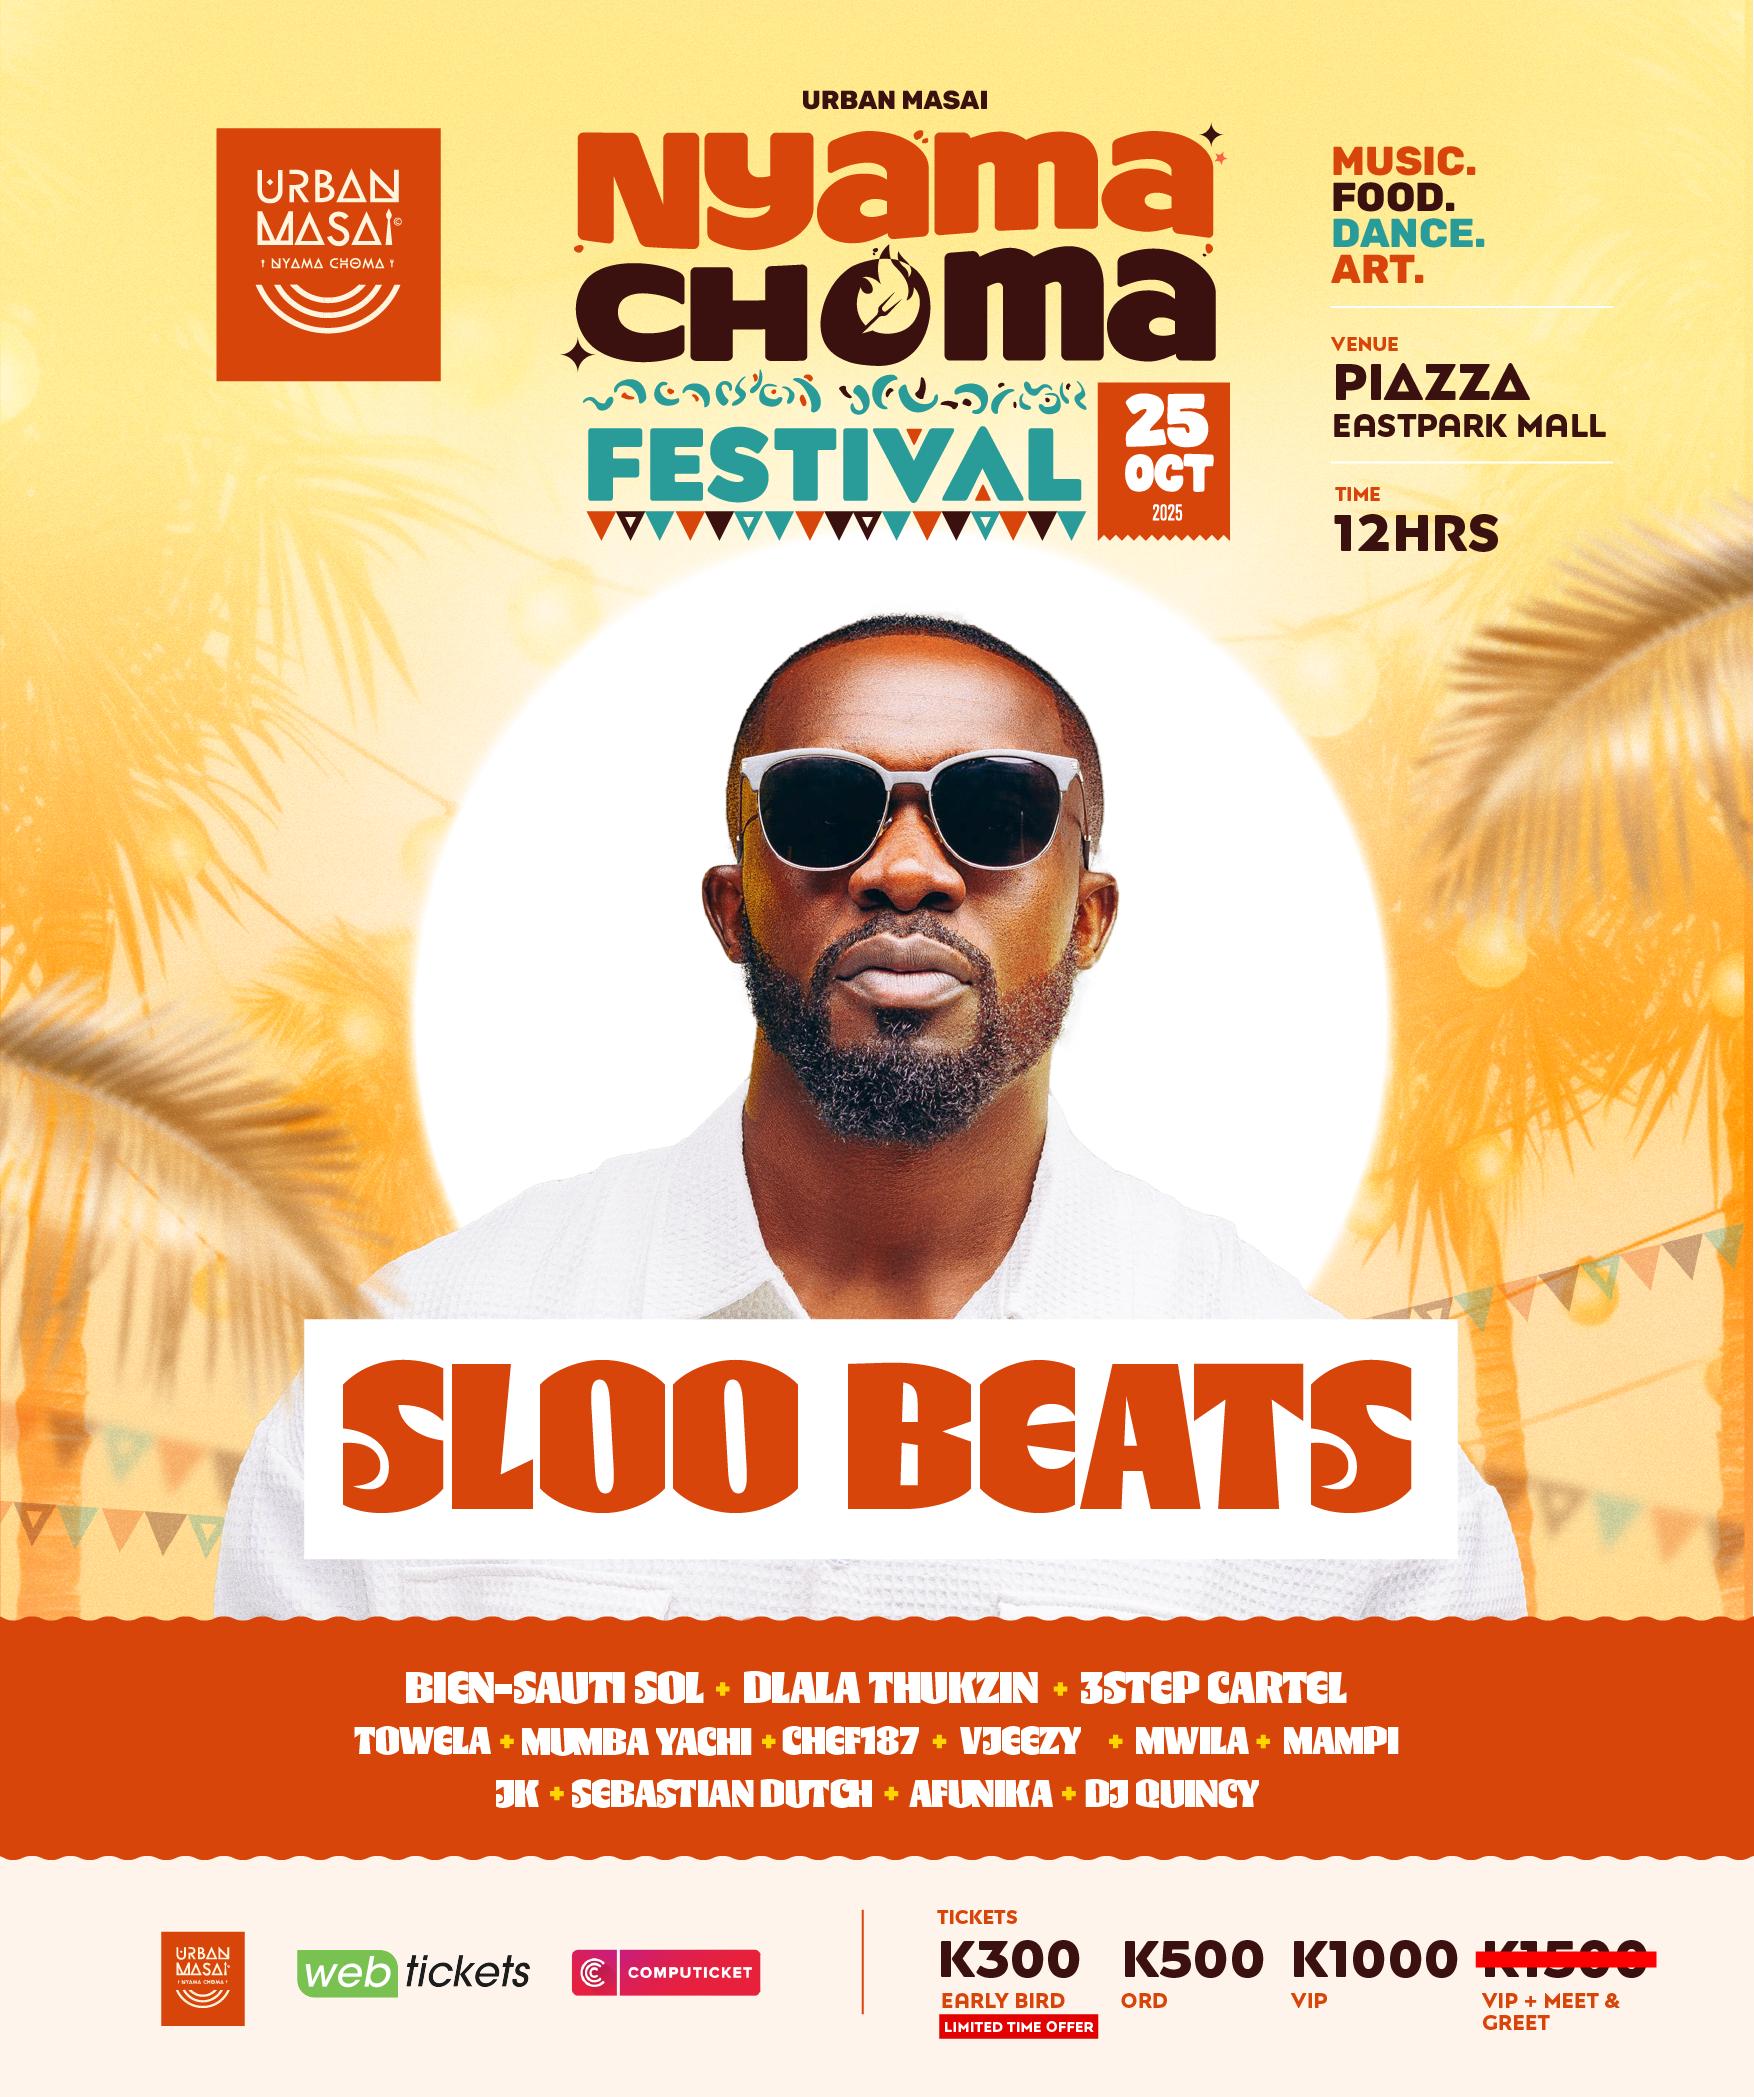 URBAN MASAI
NYAMA CHOMA
URBAN MASAI
Nyama
CHOma
FESTIVAL
25
OCT
2025
MUSIC.
FOOD.
DANCE.
ART.
VENUE
PIAZZA
EASTPARK MALL
TIME
12HRS
SLOO BEATS
BIEN-SAUTI SOL + DLALA THUKZIN + 3STEP CARTEL
TOWELA + MUMBA YACHI + CHEF187 + VJEEZY + MWILA + MAMPI
JK + SEBASTIAN DUTCH + AFUNIKA + DJ QUINCY
URBAN
MASAI
NYAMA CHOMA
webtickets
COMPUTICKET
TICKETS
K300 K500 K1000 K1500
EARLY BIRD ORD VIP VIP + MEET &
GREET
LIMITED TIME OFFER